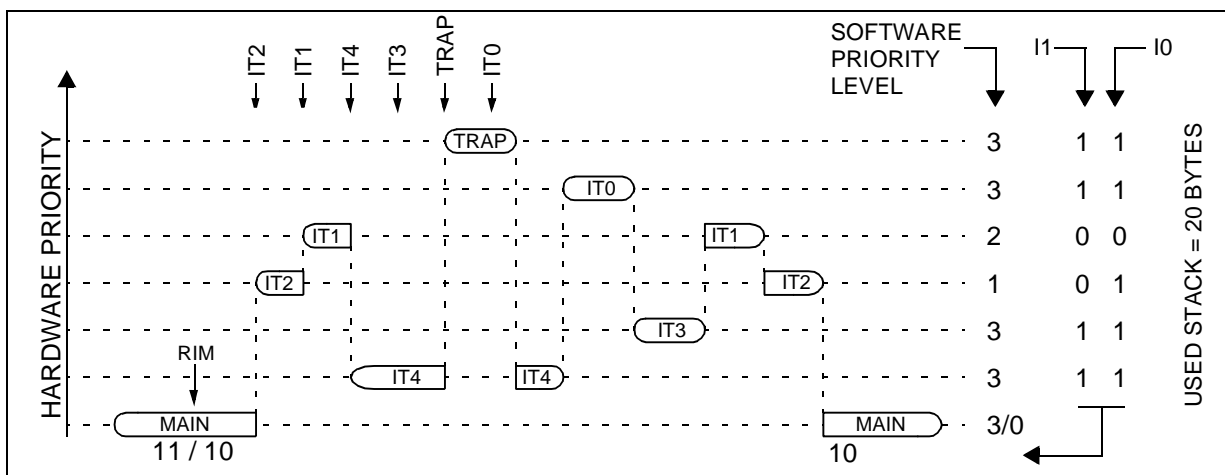 IT2
IT1
IT4
IT3
TRAP
IT0
SOFTWARE
PRIORITY
LEVEL
I1
I0
HARDWARE PRIORITY
TRAP
3 1 1
IT0
3 1 1
IT1
IT1
2 0 0
IT2
IT2
1 0 1
IT3
3 1 1
RIM
IT4
IT4
3 1 1
MAIN
MAIN
3/0
11 / 10
10
USED STACK = 20 BYTES